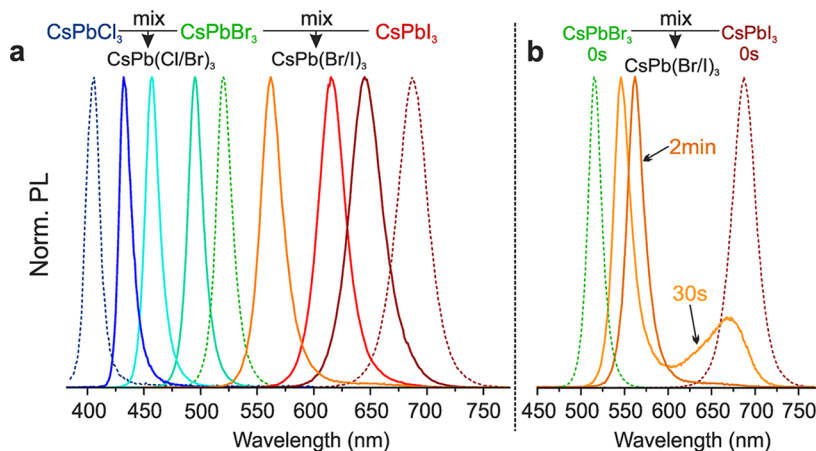 a
mix
CsPbCl₃ CsPbBr₃
mix
CsPbI₃
CsPb(Cl/Br)₃ CsPb(Br/I)₃
Norm. PL
400 450 500 550 600 650 700 750
Wavelength (nm)
b
mix
CsPbBr₃ CsPbI₃
0s 0s
CsPb(Br/I)₃
2min
30s
450 500 550 600 650 700 750
Wavelength (nm)